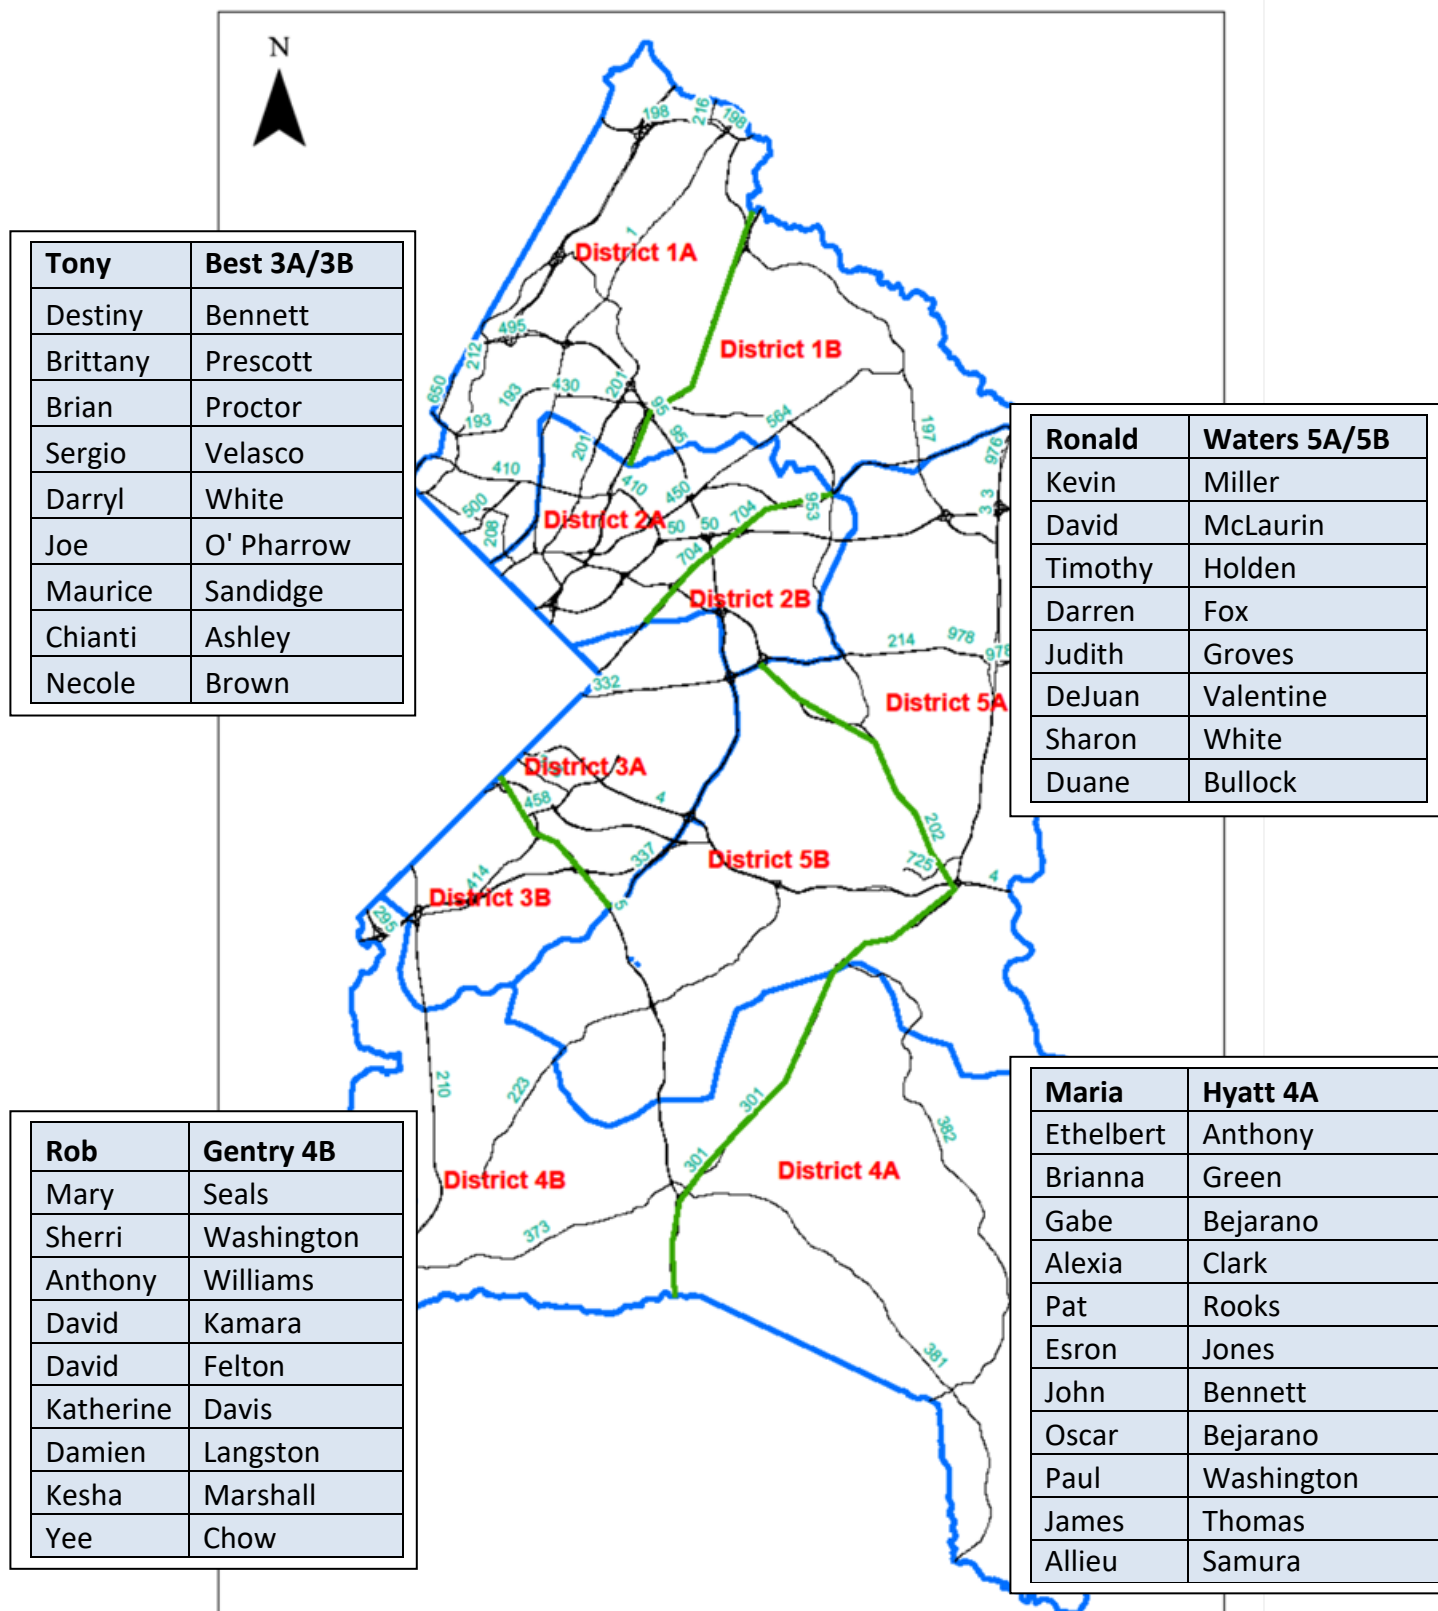 N
198
216
198
1
District 1A
495
212
District 1B
650
193
193
430
201
95
95
564
197
201
410
410
450
500
208
District 2A
50
50
704
704
953
976
3
3
District 2B
214
978
978
332
District 5A
District 3A
458
4
337
414
District 3B
295
5
District 5B
202
725
4
210
223
301
301
382
District 4B
District 4A
373
381
Tony Best 3A/3B
Destiny Bennett
Brittany Prescott
Brian Proctor
Sergio Velasco
Darryl White
Joe O' Pharrow
Maurice Sandidge
Chianti Ashley
Necole Brown
Ronald Waters 5A/5B
Kevin Miller
David McLaurin
Timothy Holden
Darren Fox
Judith Groves
DeJuan Valentine
Sharon White
Duane Bullock
Rob Gentry 4B
Mary Seals
Sherri Washington
Anthony Williams
David Kamara
David Felton
Katherine Davis
Damien Langston
Kesha Marshall
Yee Chow
Maria Hyatt 4A
Ethelbert Anthony
Brianna Green
Gabe Bejarano
Alexia Clark
Pat Rooks
Esron Jones
John Bennett
Oscar Bejarano
Paul Washington
James Thomas
Allieu Samura